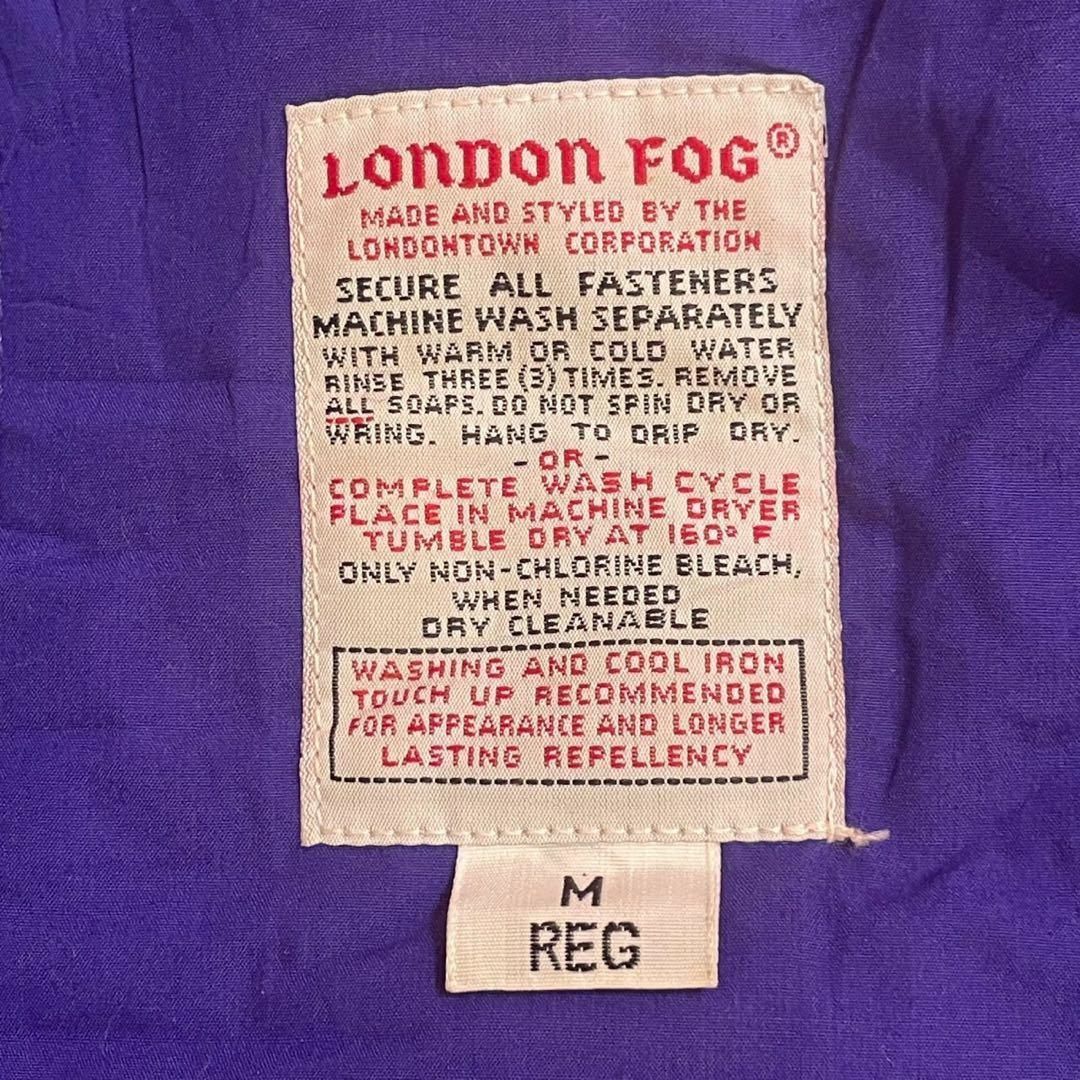 LONDON FOG®
MADE AND STYLED BY THE
LONDONTOWN CORPORATION
SECURE ALL FASTENERS
MACHINE WASH SEPARATELY
WITH WARM OR COLD WATER
RINSE THREE (3) TIMES. REMOVE
ALL SOAPS. DO NOT SPIN DRY OR
WRING. HANG TO DRIP DRY.
- OR -
COMPLETE WASH CYCLE
PLACE IN MACHINE DRYER
TUMBLE DRY AT 160° F
ONLY NON-CHLORINE BLEACH,
WHEN NEEDED
DRY CLEANABLE
WASHING AND COOL IRON
TOUCH UP RECOMMENDED
FOR APPEARANCE AND LONGER
LASTING REPELLENCY
M
REG